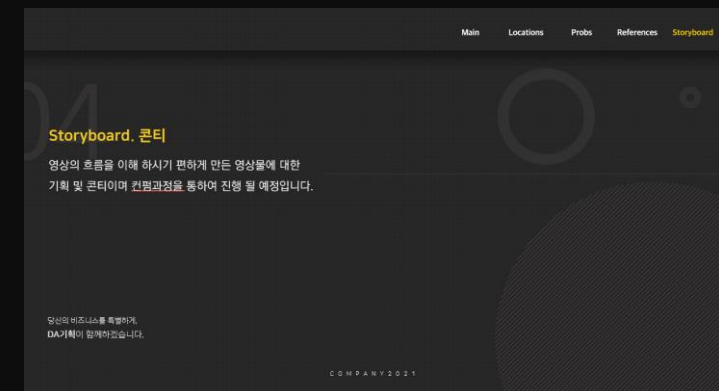 Main Locations Probs References Storyboard
04
Storyboard. 콘티
영상의 흐름을 이해 하시기 편하게 만든 영상물에 대한
기획 및 콘티이며 컨펌과정을 통하여 진행 될 예정입니다.
당신의 비즈니스를 특별하게,
DA기획이 함께하겠습니다.
COMPANY2021